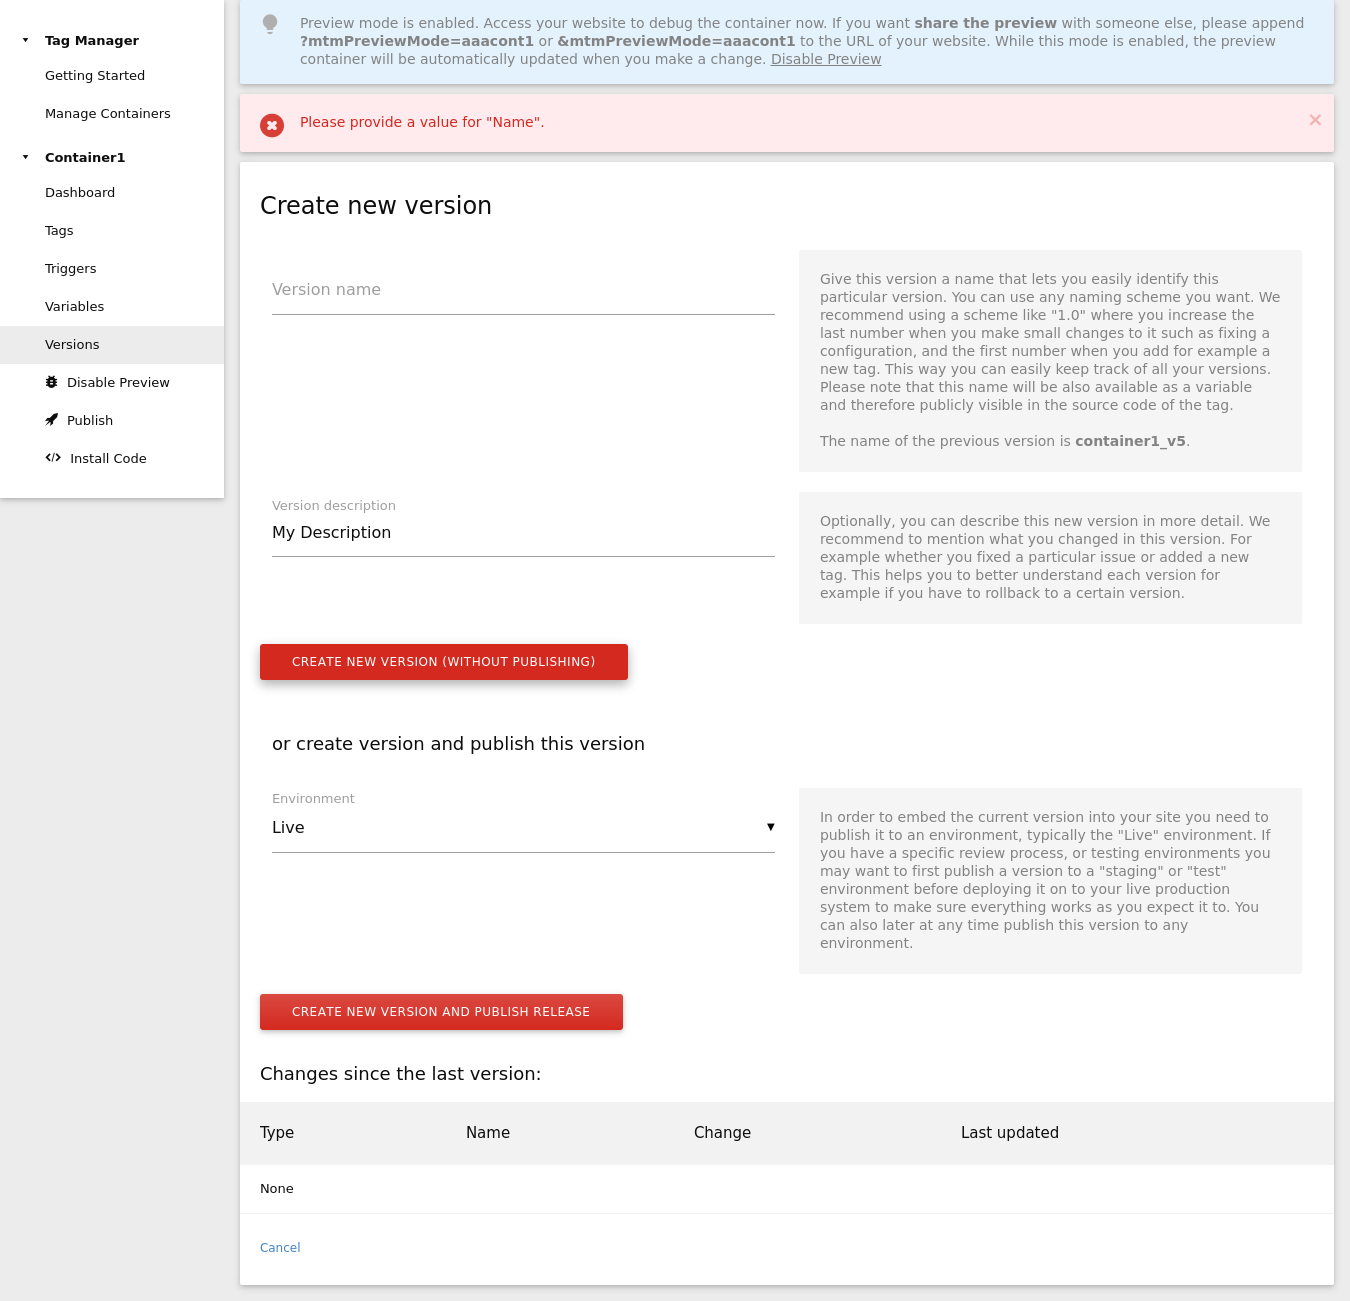 Tag Manager
Getting Started
Manage Containers
Container1
Dashboard
Tags
Triggers
Variables
Versions
Disable Preview
Publish
Install Code
Preview mode is enabled. Access your website to debug the container now. If you want share the preview with someone else, please append
?mtmPreviewMode=aaacont1 or &mtmPreviewMode=aaacont1 to the URL of your website. While this mode is enabled, the preview
container will be automatically updated when you make a change. Disable Preview
Please provide a value for "Name".
×
Create new version
Version name
Give this version a name that lets you easily identify this
particular version. You can use any naming scheme you want. We
recommend using a scheme like "1.0" where you increase the
last number when you make small changes to it such as fixing a
configuration, and the first number when you add for example a
new tag. This way you can easily keep track of all your versions.
Please note that this name will be also available as a variable
and therefore publicly visible in the source code of the tag.
The name of the previous version is container1_v5.
Version description
My Description
Optionally, you can describe this new version in more detail. We
recommend to mention what you changed in this version. For
example whether you fixed a particular issue or added a new
tag. This helps you to better understand each version for
example if you have to rollback to a certain version.
CREATE NEW VERSION (WITHOUT PUBLISHING)
or create version and publish this version
Environment
Live
In order to embed the current version into your site you need to
publish it to an environment, typically the "Live" environment. If
you have a specific review process, or testing environments you
may want to first publish a version to a "staging" or "test"
environment before deploying it on to your live production
system to make sure everything works as you expect it to. You
can also later at any time publish this version to any
environment.
CREATE NEW VERSION AND PUBLISH RELEASE
Changes since the last version:
Type Name Change Last updated
None
Cancel